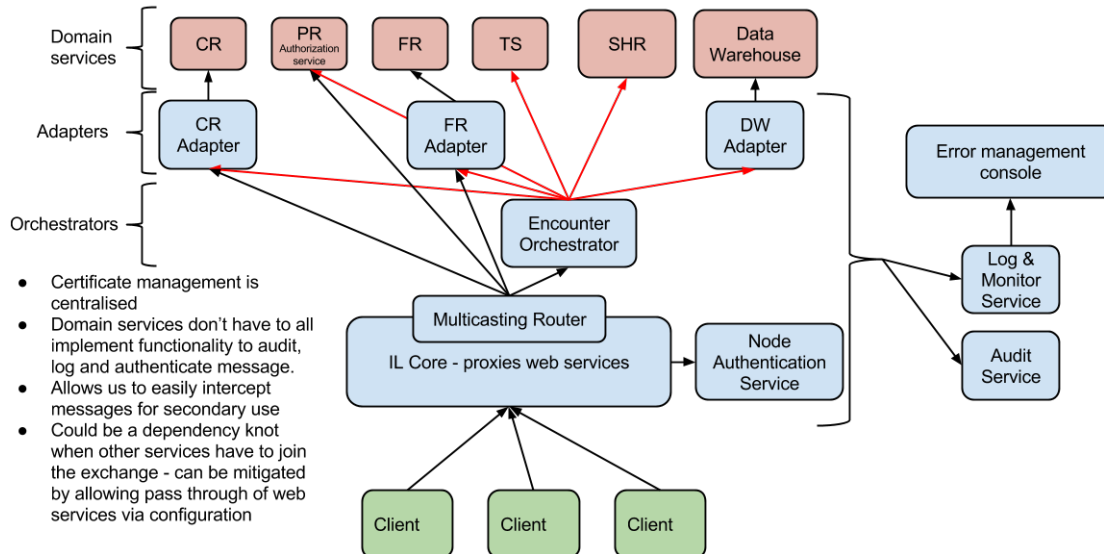 Domain
services
CR
PR
Authorization
service
FR
TS
SHR
Data
Warehouse
Adapters
CR
Adapter
FR
Adapter
DW
Adapter
Error management
console
Orchestrators
Encounter
Orchestrator
Log &
Monitor
Service
● Certificate management is
centralised
● Domain services don't have to all
implement functionality to audit,
log and authenticate message.
● Allows us to easily intercept
messages for secondary use
● Could be a dependency knot
when other services have to join
the exchange - can be mitigated
by allowing pass through of web
services via configuration
Multicasting Router
IL Core - proxies web services
Node
Authentication
Service
Audit
Service
Client
Client
Client